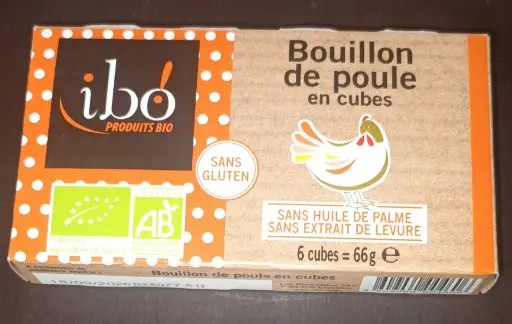 ibó
PRODUITS BIO
Bouillon
de poule
en cubes
SANS
GLUTEN
AB
SANS HUILE DE PALME
SANS EXTRAIT DE LEVURE
6 cubes = 66g e
Bouillon de poule en cubes